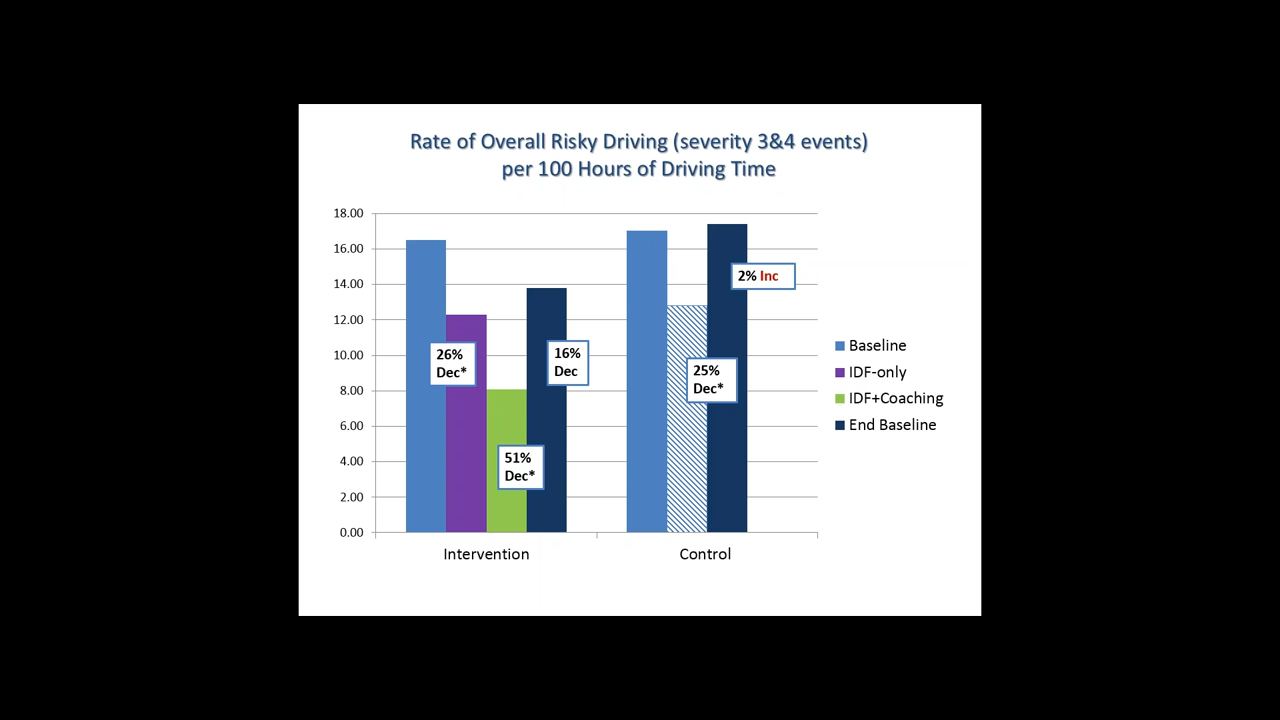 Rate of Overall Risky Driving (severity 3&4 events)
per 100 Hours of Driving Time
18.00
16.00
14.00
12.00
10.00
8.00
6.00
4.00
2.00
0.00
26%
Dec*
51%
Dec*
16%
Dec
25%
Dec*
2% Inc
Intervention
Control
Baseline
IDF-only
IDF+Coaching
End Baseline